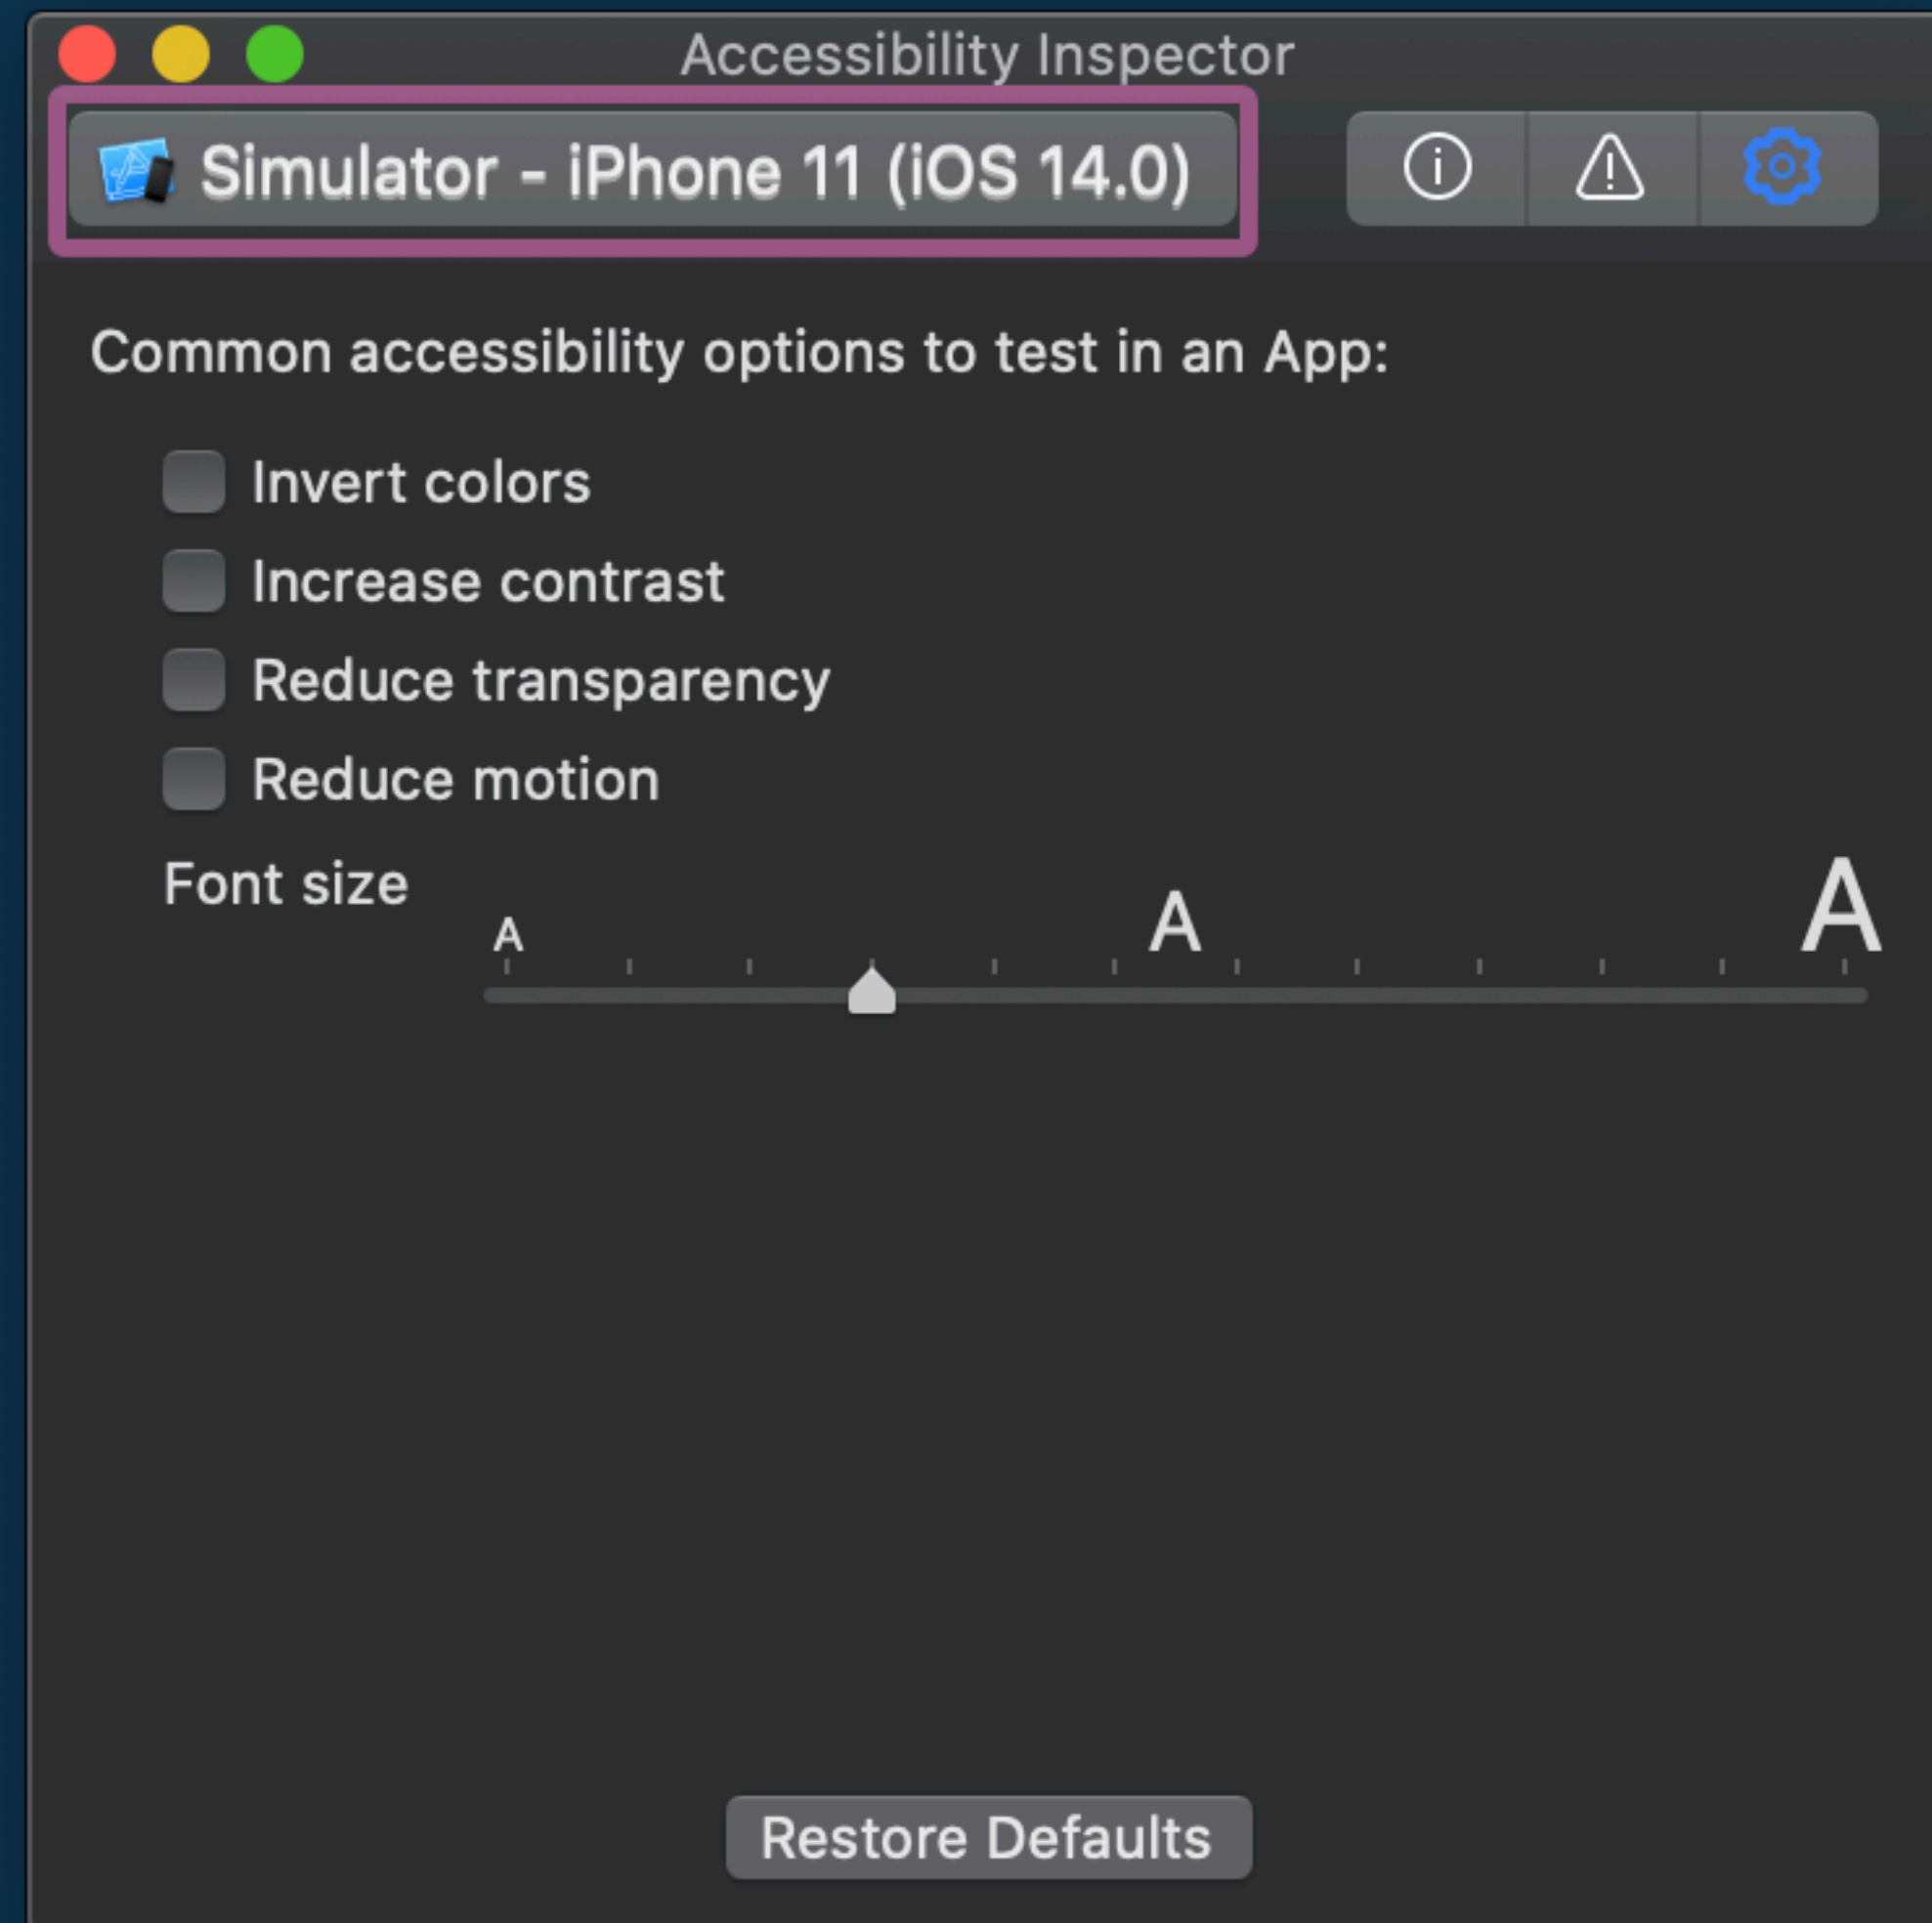 Accessibility Inspector
Simulator - iPhone 11 (iOS 14.0)
Common accessibility options to test in an App:
Invert colors
Increase contrast
Reduce transparency
Reduce motion
Font size
A A A
Restore Defaults